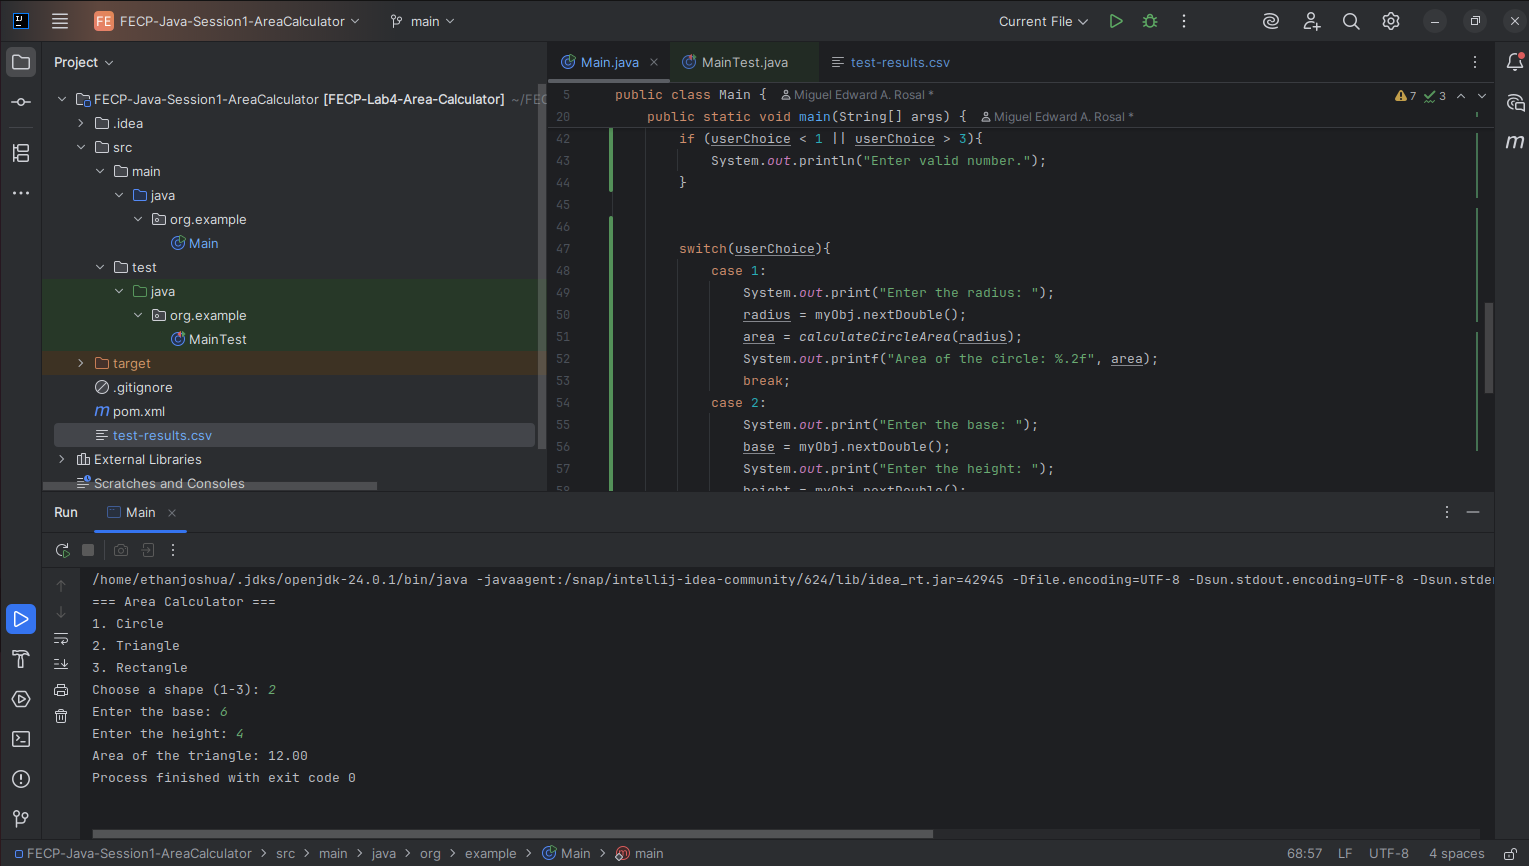 FE FECP-Java-Session1-AreaCalculator main Current File
Project
Main.java MainTest.java test-results.csv
FECP-Java-Session1-AreaCalculator [FECP-Lab4-Area-Calculator] ~/FEC
.idea
src
main
java
org.example
Main
test
java
org.example
MainTest
target
.gitignore
pom.xml
test-results.csv
External Libraries
Scratches and Consoles
7 3
5 public class Main { Miguel Edward A. Rosal *
20 public static void main(String[] args) { Miguel Edward A. Rosal *
42 if (userChoice < 1 || userChoice > 3){
43 System.out.println("Enter valid number.");
44 }
45
46
47 switch(userChoice){
48 case 1:
49 System.out.print("Enter the radius: ");
50 radius = myObj.nextDouble();
51 area = calculateCircleArea(radius);
52 System.out.printf("Area of the circle: %.2f", area);
53 break;
54 case 2:
55 System.out.print("Enter the base: ");
56 base = myObj.nextDouble();
57 System.out.print("Enter the height: ");
58 height = myObj.nextDouble();
Run Main
/home/ethanjoshua/.jdks/openjdk-24.0.1/bin/java -javaagent:/snap/intellij-idea-community/624/lib/idea_rt.jar=42945 -Dfile.encoding=UTF-8 -Dsun.stdout.encoding=UTF-8 -Dsun.stder
=== Area Calculator ===
1. Circle
2. Triangle
3. Rectangle
Choose a shape (1-3): 2
Enter the base: 6
Enter the height: 4
Area of the triangle: 12.00
Process finished with exit code 0
FECP-Java-Session1-AreaCalculator > src > main > java > org > example > Main > main 68:57 LF UTF-8 4 spaces